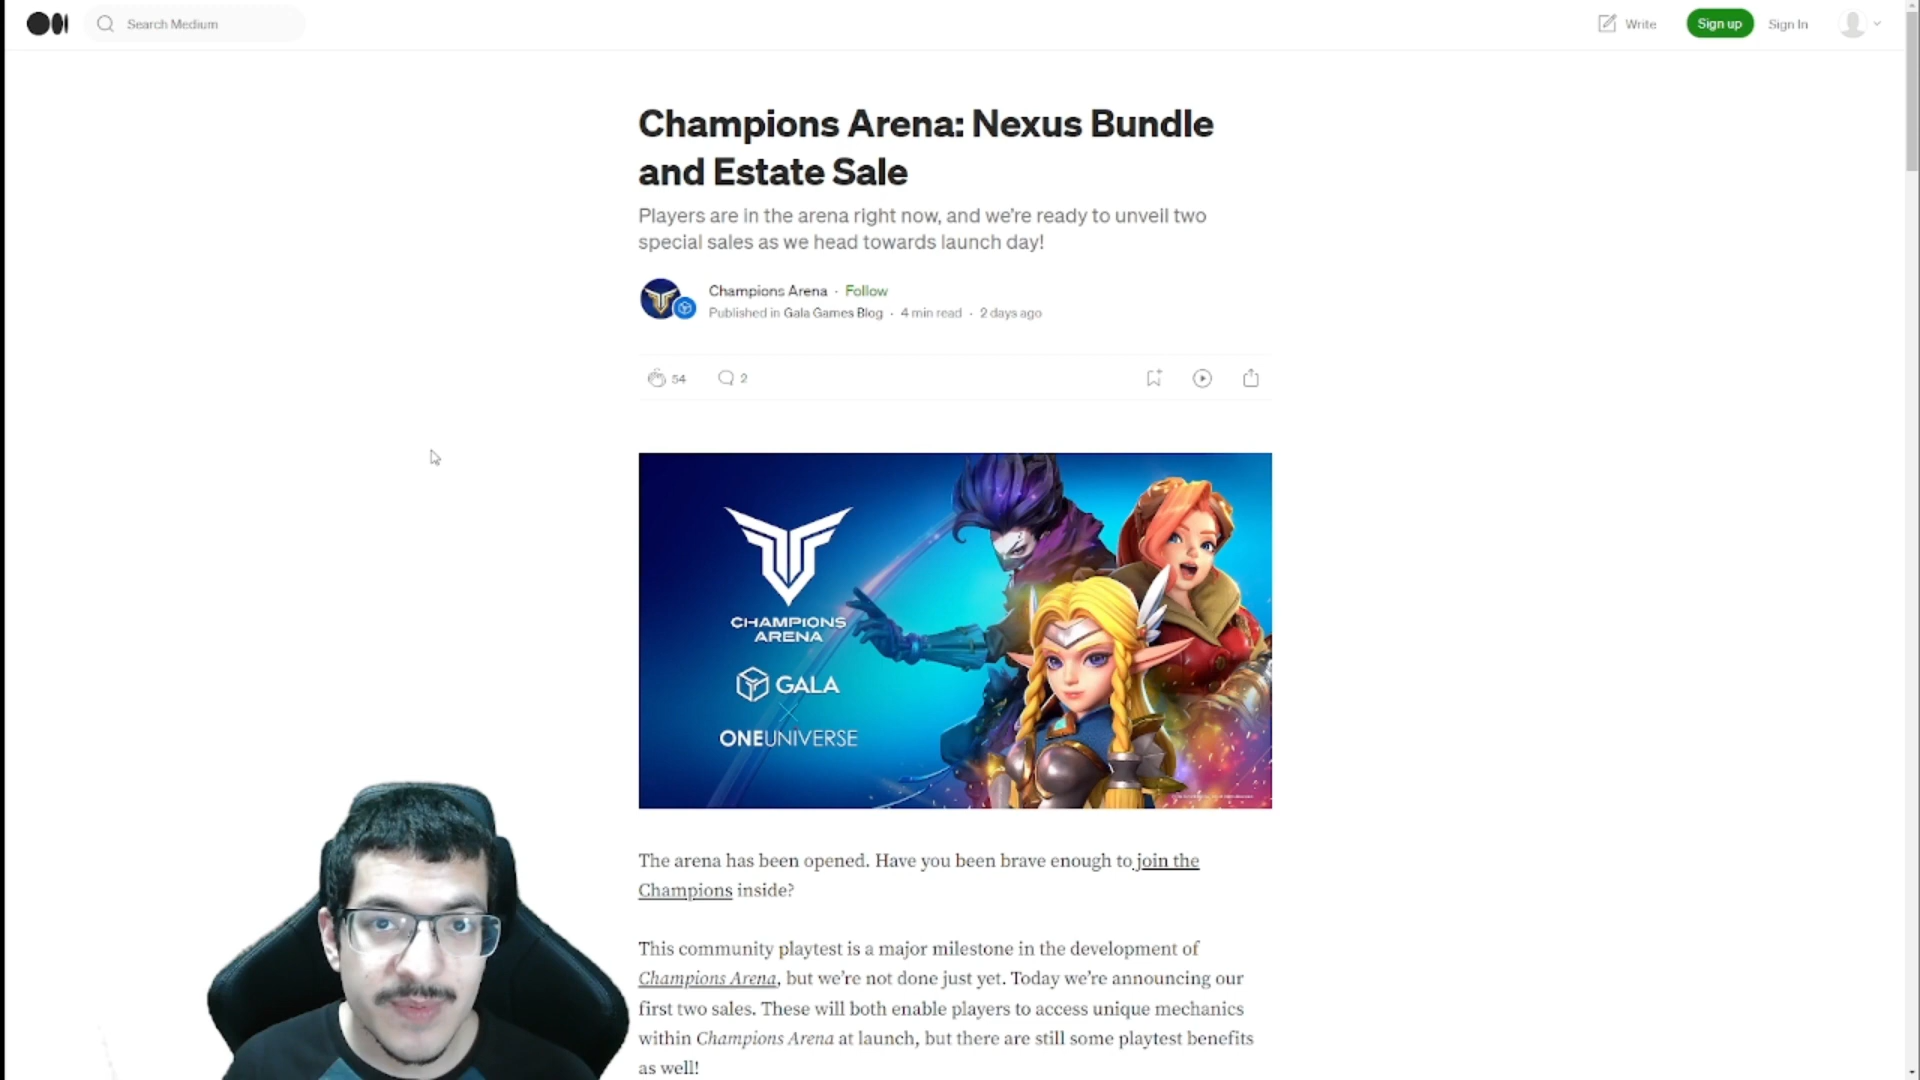 Search Medium
Write
Sign up
Sign In
Champions Arena: Nexus Bundle
and Estate Sale
Players are in the arena right now, and we're ready to unveil two
special sales as we head towards launch day!
Champions Arena · Follow
Published in Gala Games Blog · 4 min read · 2 days ago
54
2
CHAMPIONS
ARENA
GALA
ONEUNIVERSE
The arena has been opened. Have you been brave enough to join the
Champions inside?
This community playtest is a major milestone in the development of
Champions Arena, but we're not done just yet. Today we're announcing our
first two sales. These will both enable players to access unique mechanics
within Champions Arena at launch, but there are still some playtest benefits
as well!